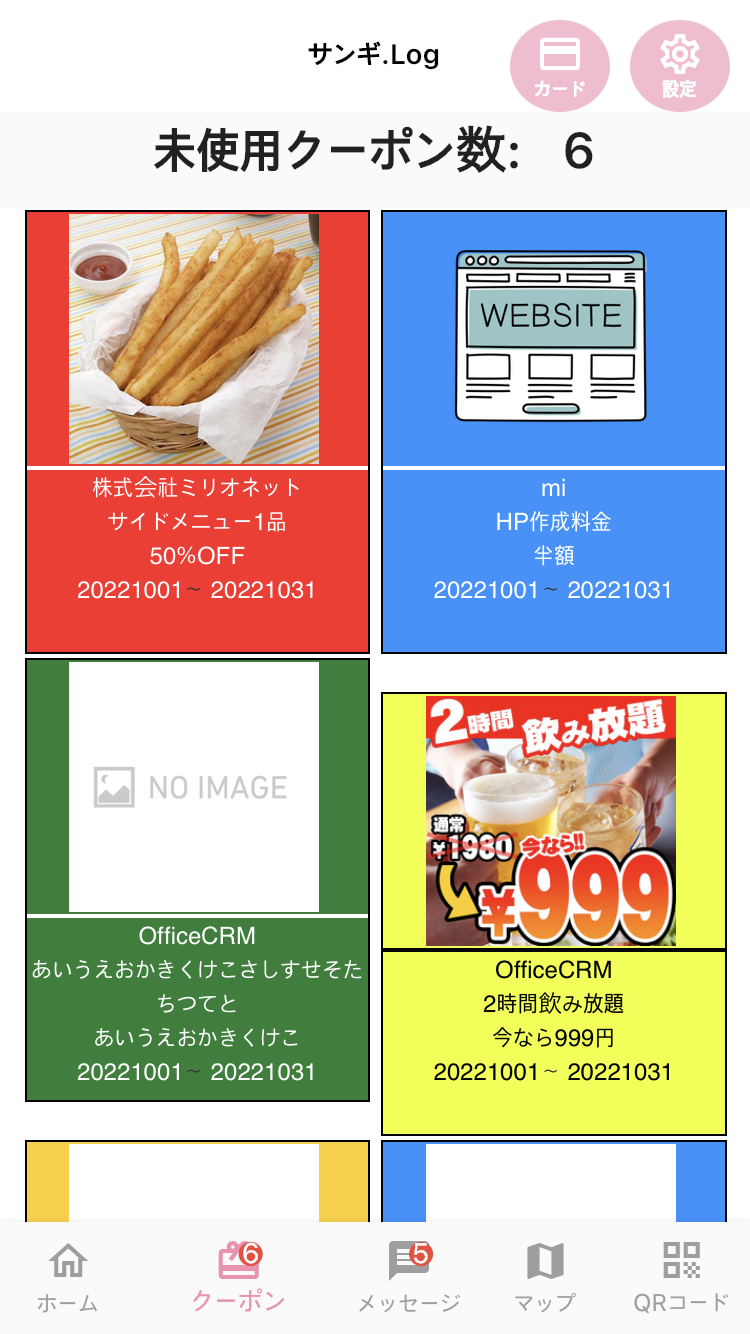 サンギ.Log
カード
設定
未使用クーポン数: 6
WEBSITE
株式会社ミリオネット
サイドメニュー1品
50%OFF
20221001～ 20221031
mi
HP作成料金
半額
20221001～ 20221031
NO IMAGE
OfficeCRM
あいうえおかきくけこさしすせそた
ちつてと
あいうえおかきくけこ
20221001～ 20221031
2時間 飲み放題
通常
¥1980 今なら!!
¥999
OfficeCRM
2時間飲み放題
今なら999円
20221001～ 20221031
6
5
ホーム
クーポン
メッセージ
マップ
QRコード